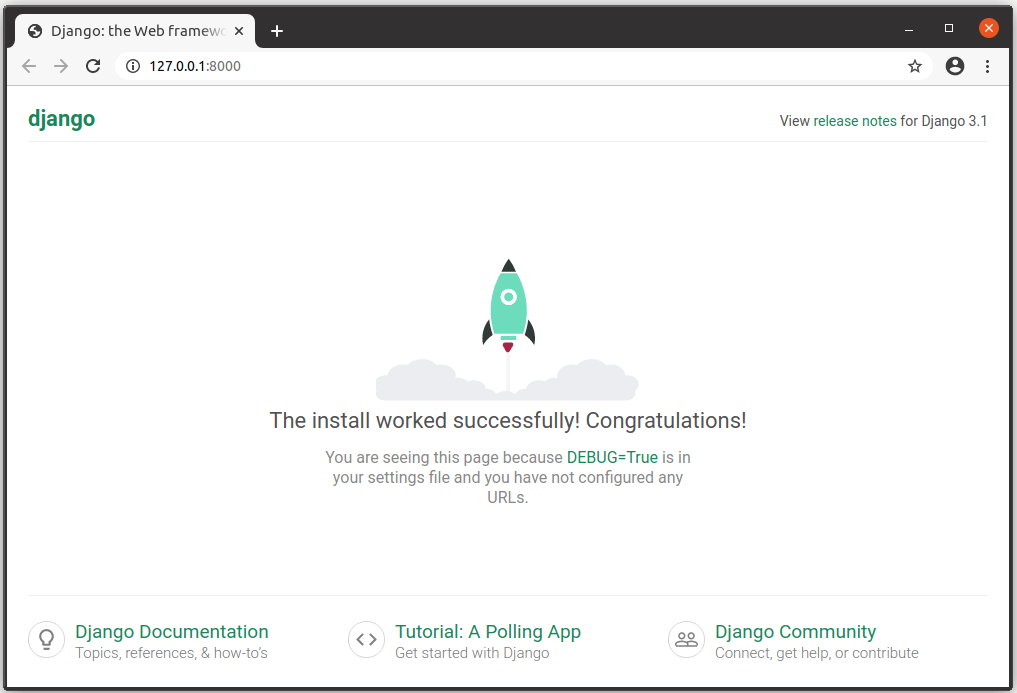 Django: the Web framewo
127.0.0.1:8000
django
View release notes for Django 3.1
The install worked successfully! Congratulations!
You are seeing this page because DEBUG=True is in
your settings file and you have not configured any
URLs.
Django Documentation
Topics, references, & how-to's
Tutorial: A Polling App
Get started with Django
Django Community
Connect, get help, or contribute